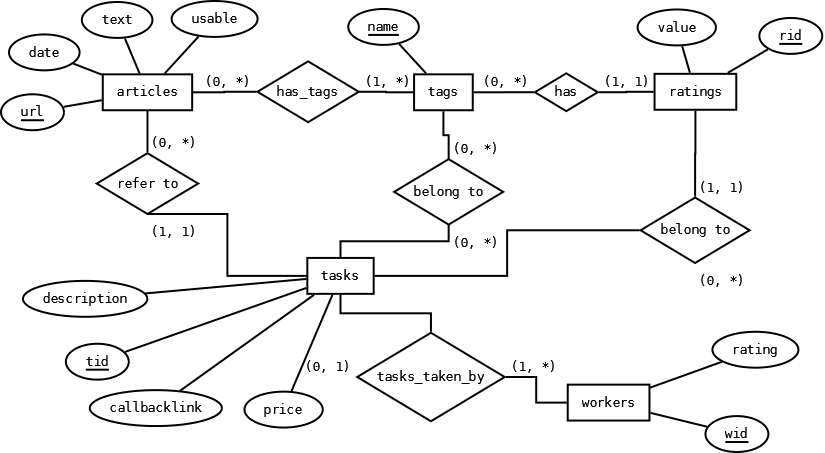 text
usable
name
value
rid
date
url
articles
(0, *)
has_tags
(1, *)
tags
(0, *)
has
(1, 1)
ratings
(0, *)
refer to
(1, 1)
(0, *)
belong to
(0, *)
(1, 1)
belong to
(0, *)
tasks
description
tid
callbacklink
price
(0, 1)
tasks_taken_by
(1, *)
workers
rating
wid